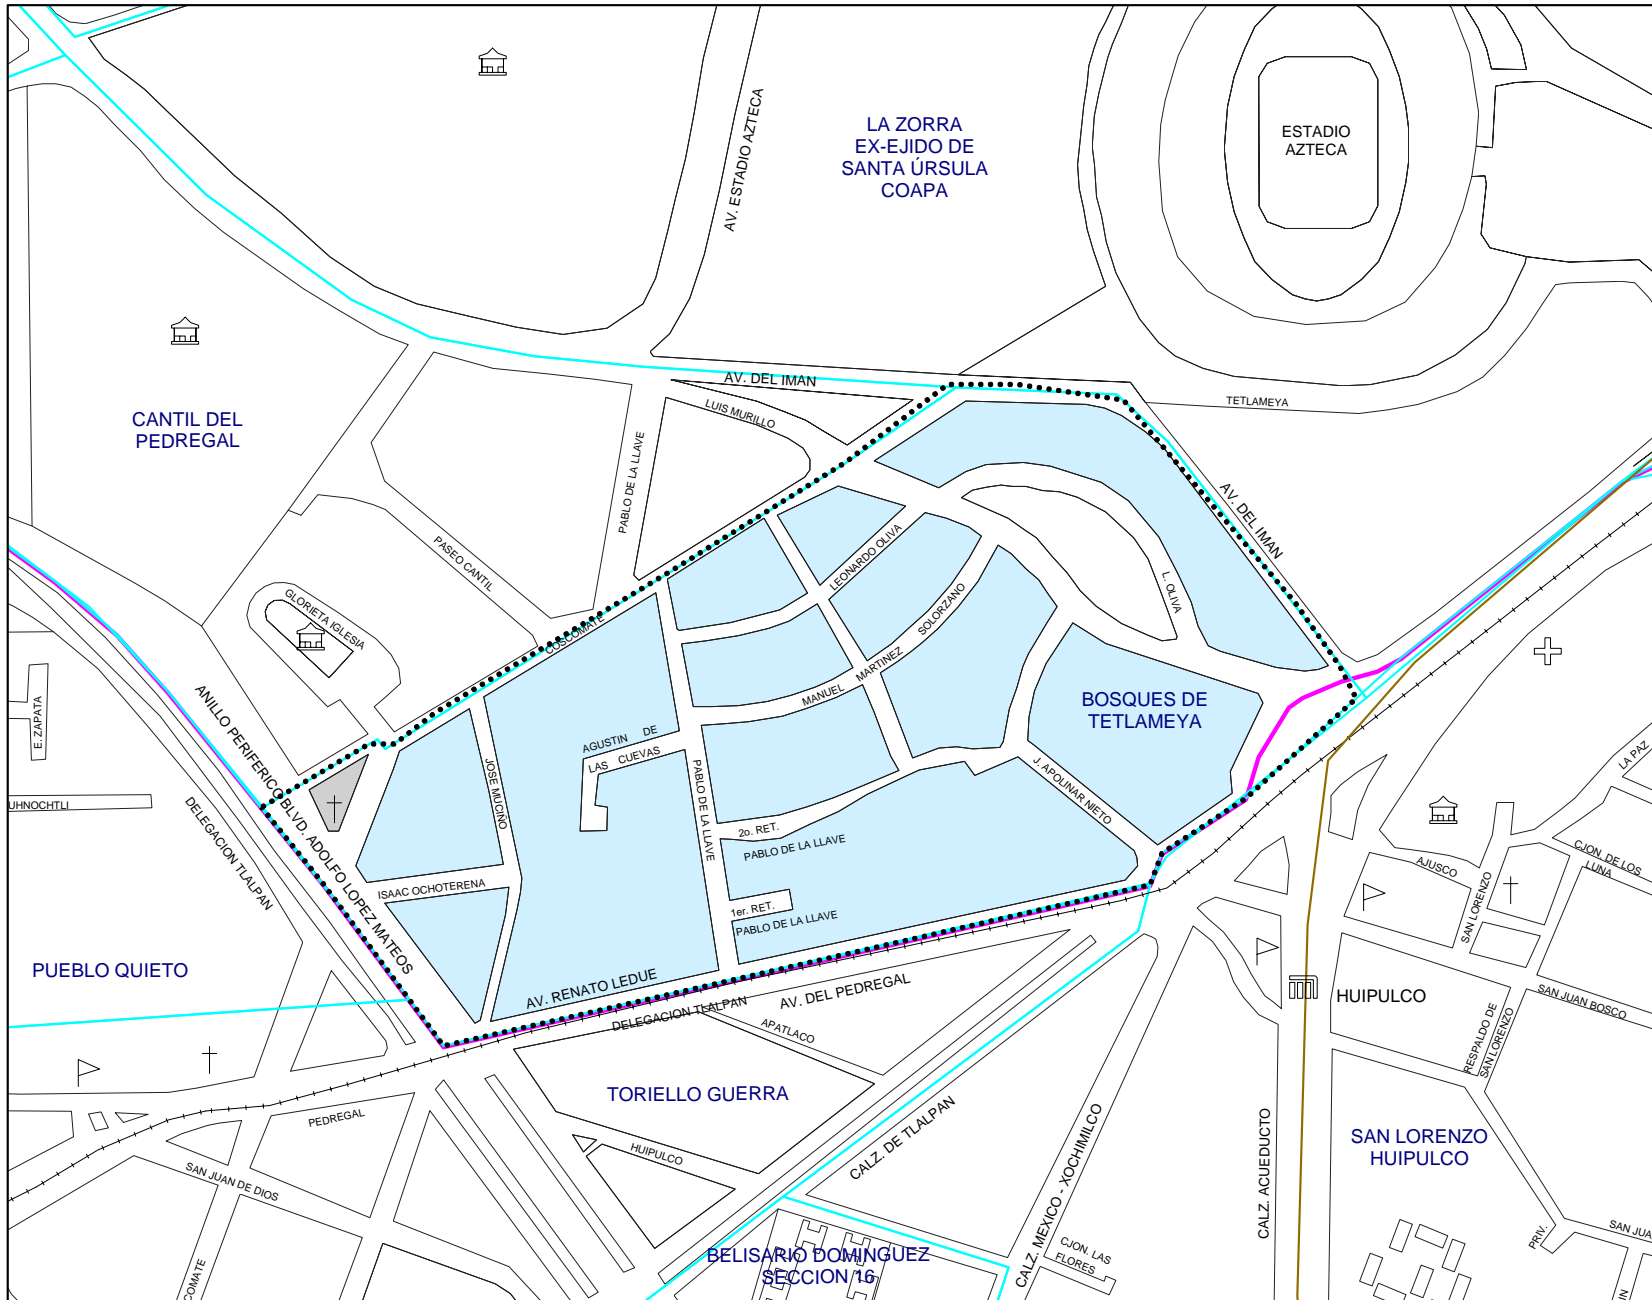 LA ZORRA
EX-EJIDO DE
SANTA ÚRSULA
COAPA
ESTADIO
AZTECA
AV. ESTADIO AZTECA
AV. DEL IMAN
TETLAMEYA
LUIS MURILLO
CANTIL DEL
PEDREGAL
PABLO DE LA LLAVE
PASEO CANTIL
GLORIETA IGLESIA
COSCOMATE
LEONARDO OLIVA
L. OLIVA
AV. DEL IMAN
MANUEL MARTINEZ SOLORZANO
BOSQUES DE
TETLAMEYA
E. ZAPATA
ANILLO PERIFERICO BLVD. ADOLFO LOPEZ MATEOS
AGUSTIN DE
LAS CUEVAS
JOSE MUCIÑO
PABLO DE LA LLAVE
J. APOLINAR NIETO
2o. RET.
PABLO DE LA LLAVE
UHNOCHTLI
DELEGACION TLALPAN
ISAAC OCHOTERENA
1er. RET.
PABLO DE LA LLAVE
LA PAZ
AJUSCO
CJON. DE LOS
LUNA
SAN LORENZO
PUEBLO QUIETO
AV. RENATO LEDUE
AV. DEL PEDREGAL
DELEGACION TLALPAN
APATLACO
HUIPULCO
SAN JUAN BOSCO
RESPALDO DE
SAN LORENZO
TORIELLO GUERRA
PEDREGAL
HUIPULCO
SAN JUAN DE DIOS
CALZ. DE TLALPAN
CALZ. MEXICO - XOCHIMILCO
CALZ. ACUEDUCTO
SAN LORENZO
HUIPULCO
BELISARIO DOMINGUEZ
SECCION 16
CJON. LAS
FLORES
PRIV.
SAN JUA
COMATE
IN